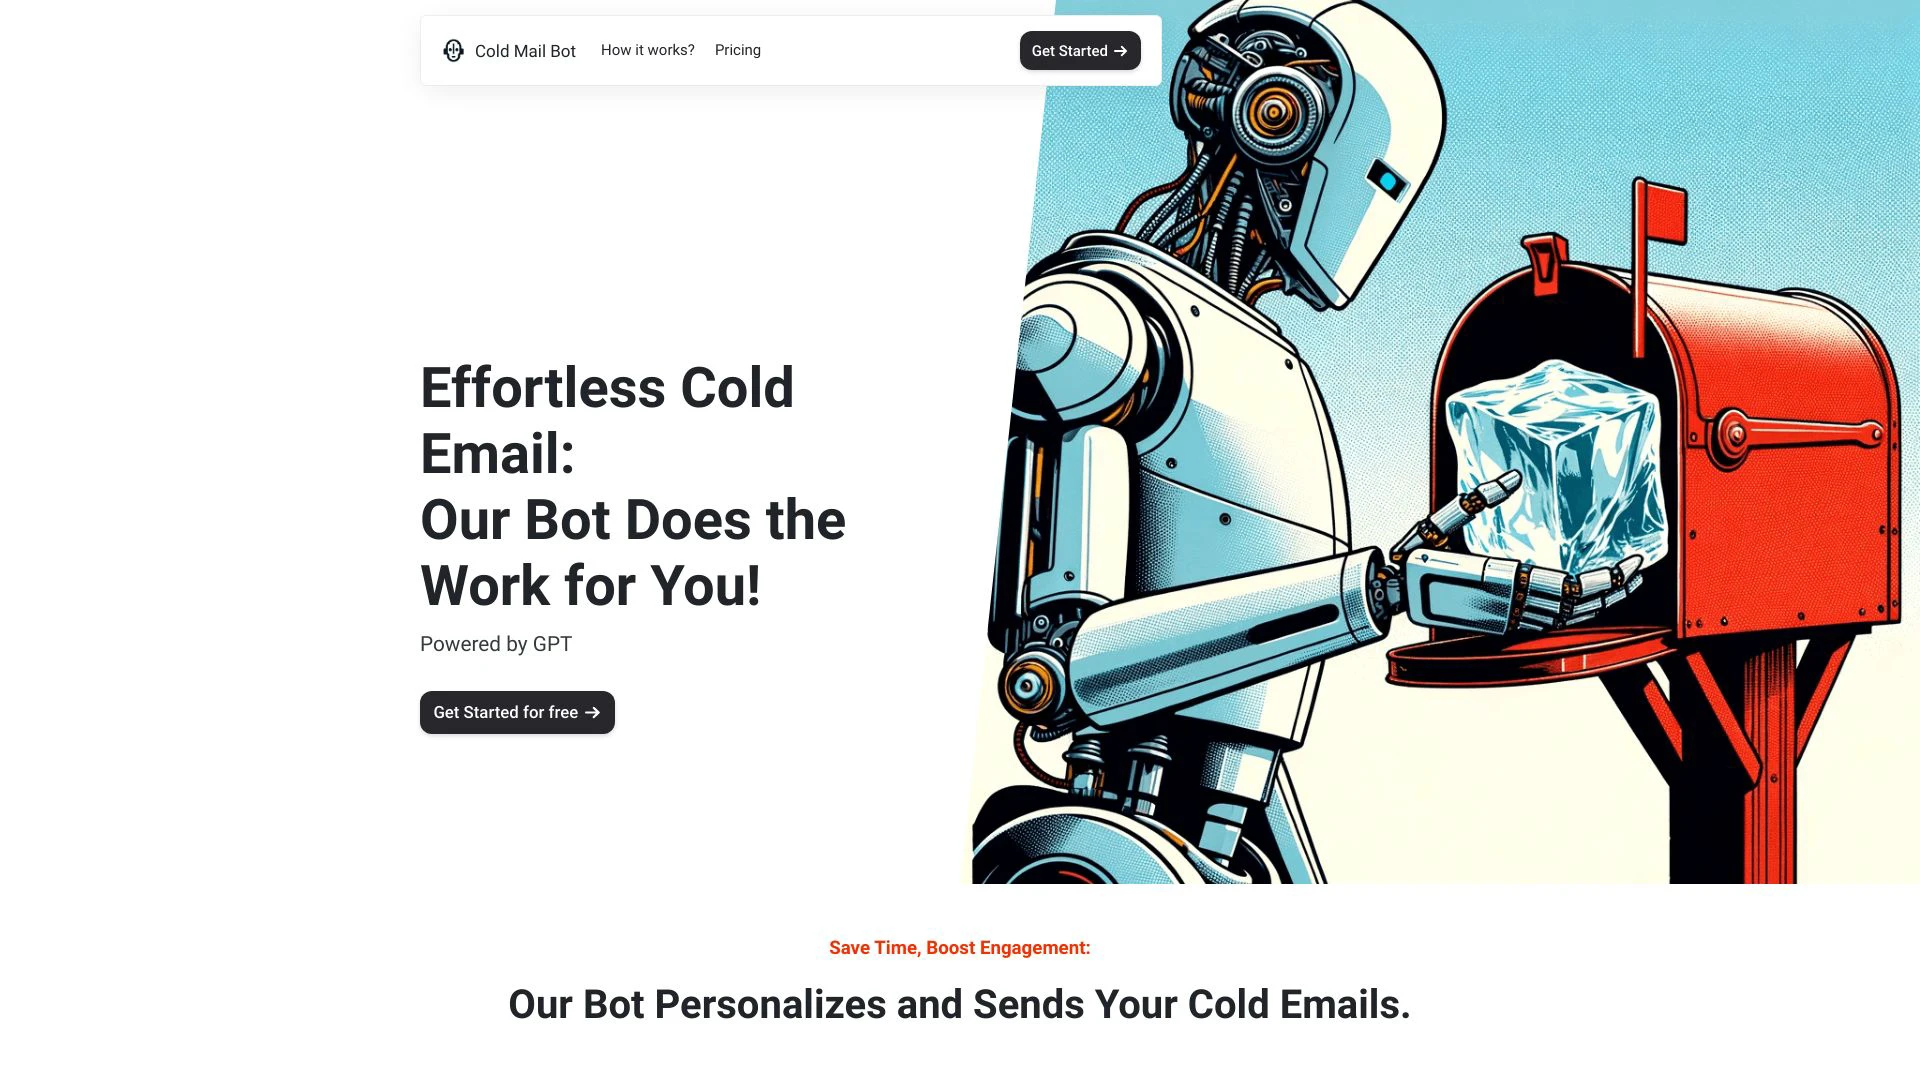 Cold Mail Bot
How it works?
Pricing
Get Started
Effortless Cold
Email:
Our Bot Does the
Work for You!
Powered by GPT
Get Started for free
Save Time, Boost Engagement:
Our Bot Personalizes and Sends Your Cold Emails.